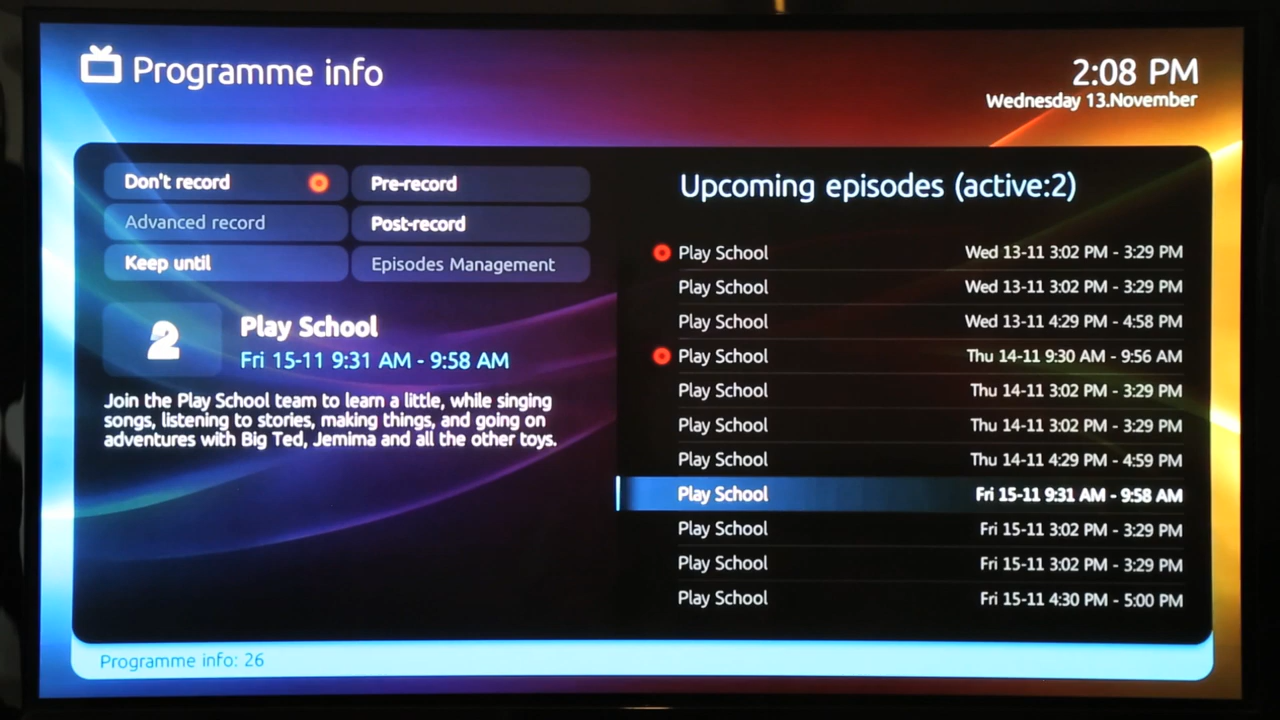 Programme info
2:08 PM
Wednesday 13.November
Don't record
Pre-record
Advanced record
Post-record
Keep until
Episodes Management
2
Play School
Fri 15-11 9:31 AM - 9:58 AM
Join the Play School team to learn a little, while singing
songs, listening to stories, making things, and going on
adventures with Big Ted, Jemima and all the other toys.
Upcoming episodes (active:2)
Play School Wed 13-11 3:02 PM - 3:29 PM
Play School Wed 13-11 3:02 PM - 3:29 PM
Play School Wed 13-11 4:29 PM - 4:58 PM
Play School Thu 14-11 9:30 AM - 9:56 AM
Play School Thu 14-11 3:02 PM - 3:29 PM
Play School Thu 14-11 3:02 PM - 3:29 PM
Play School Thu 14-11 4:29 PM - 4:59 PM
Play School Fri 15-11 9:31 AM - 9:58 AM
Play School Fri 15-11 3:02 PM - 3:29 PM
Play School Fri 15-11 3:02 PM - 3:29 PM
Play School Fri 15-11 4:30 PM - 5:00 PM
Programme info: 26